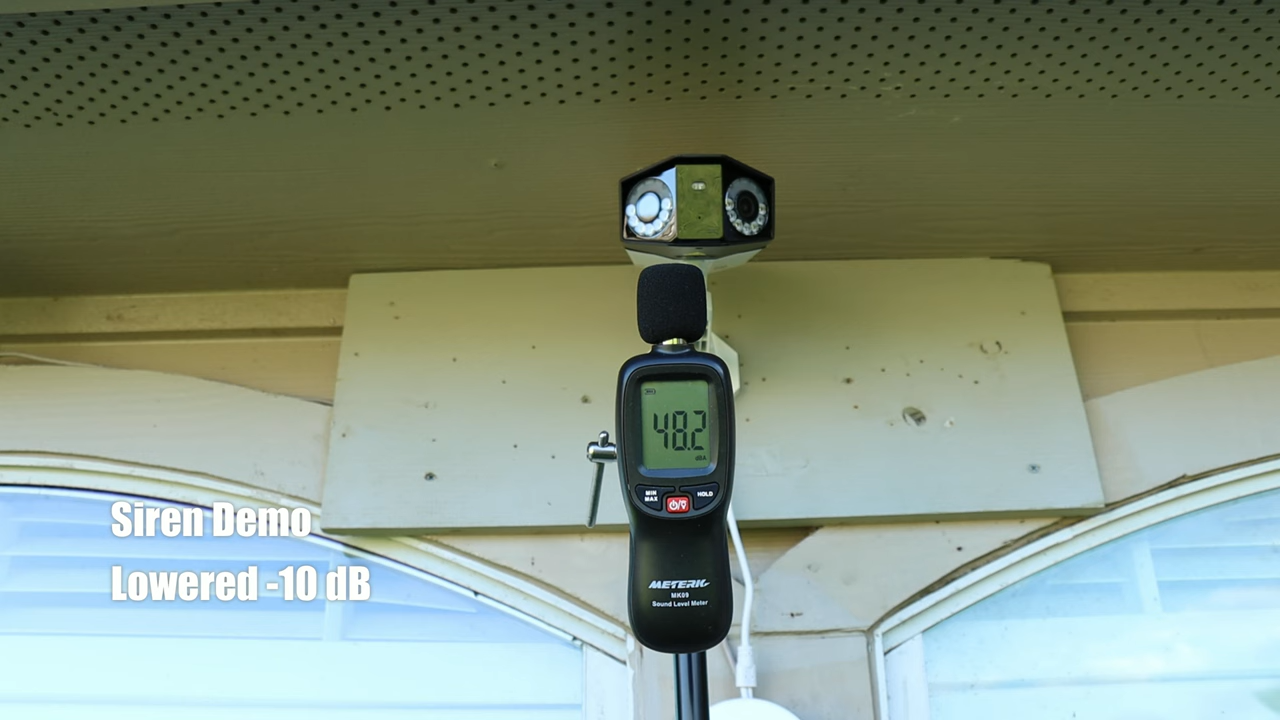 48.2
dBA
MIN
MAX
HOLD
Siren Demo
Lowered -10 dB
METERK
MK09
Sound Level Meter